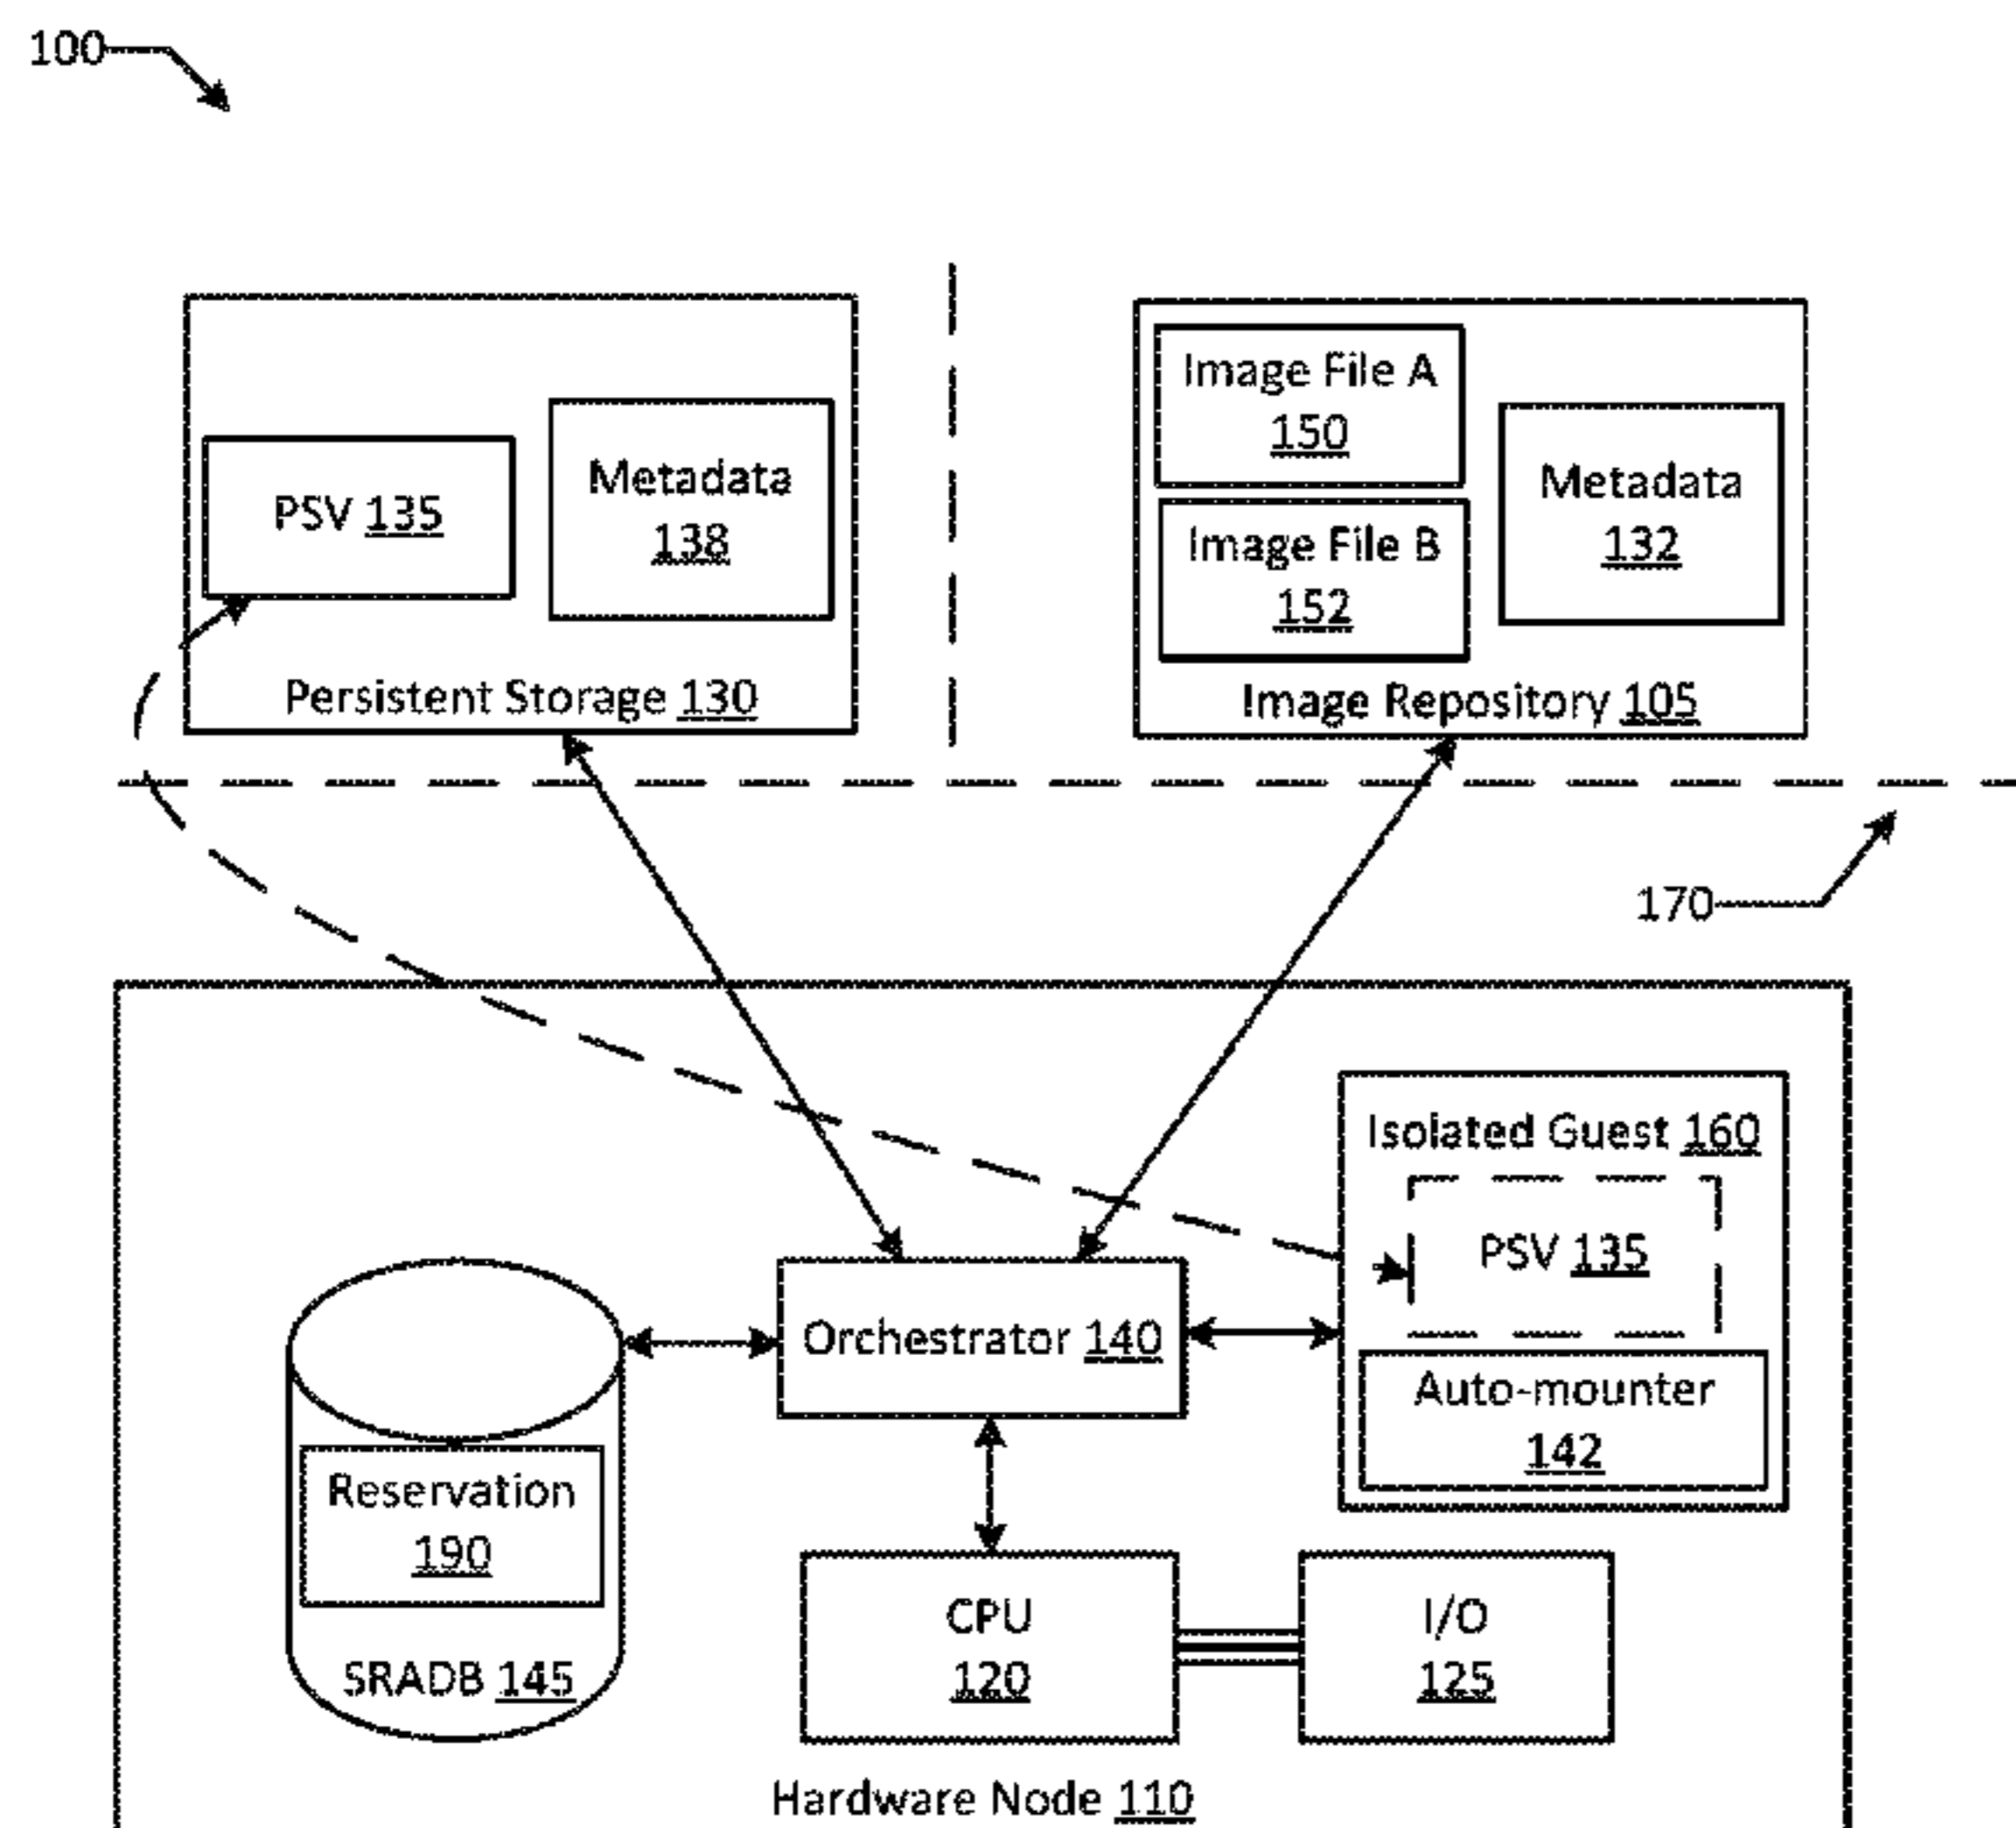 100
Image File A
150
Metadata
132
Image File B
152
Image Repository 105
PSV 135
Metadata
138
Persistent Storage 130
170
Isolated Guest 160
PSV 135
Auto-mounter
142
Orchestrator 140
Reservation
190
SRADB 145
CPU
120
I/O
125
Hardware Node 110